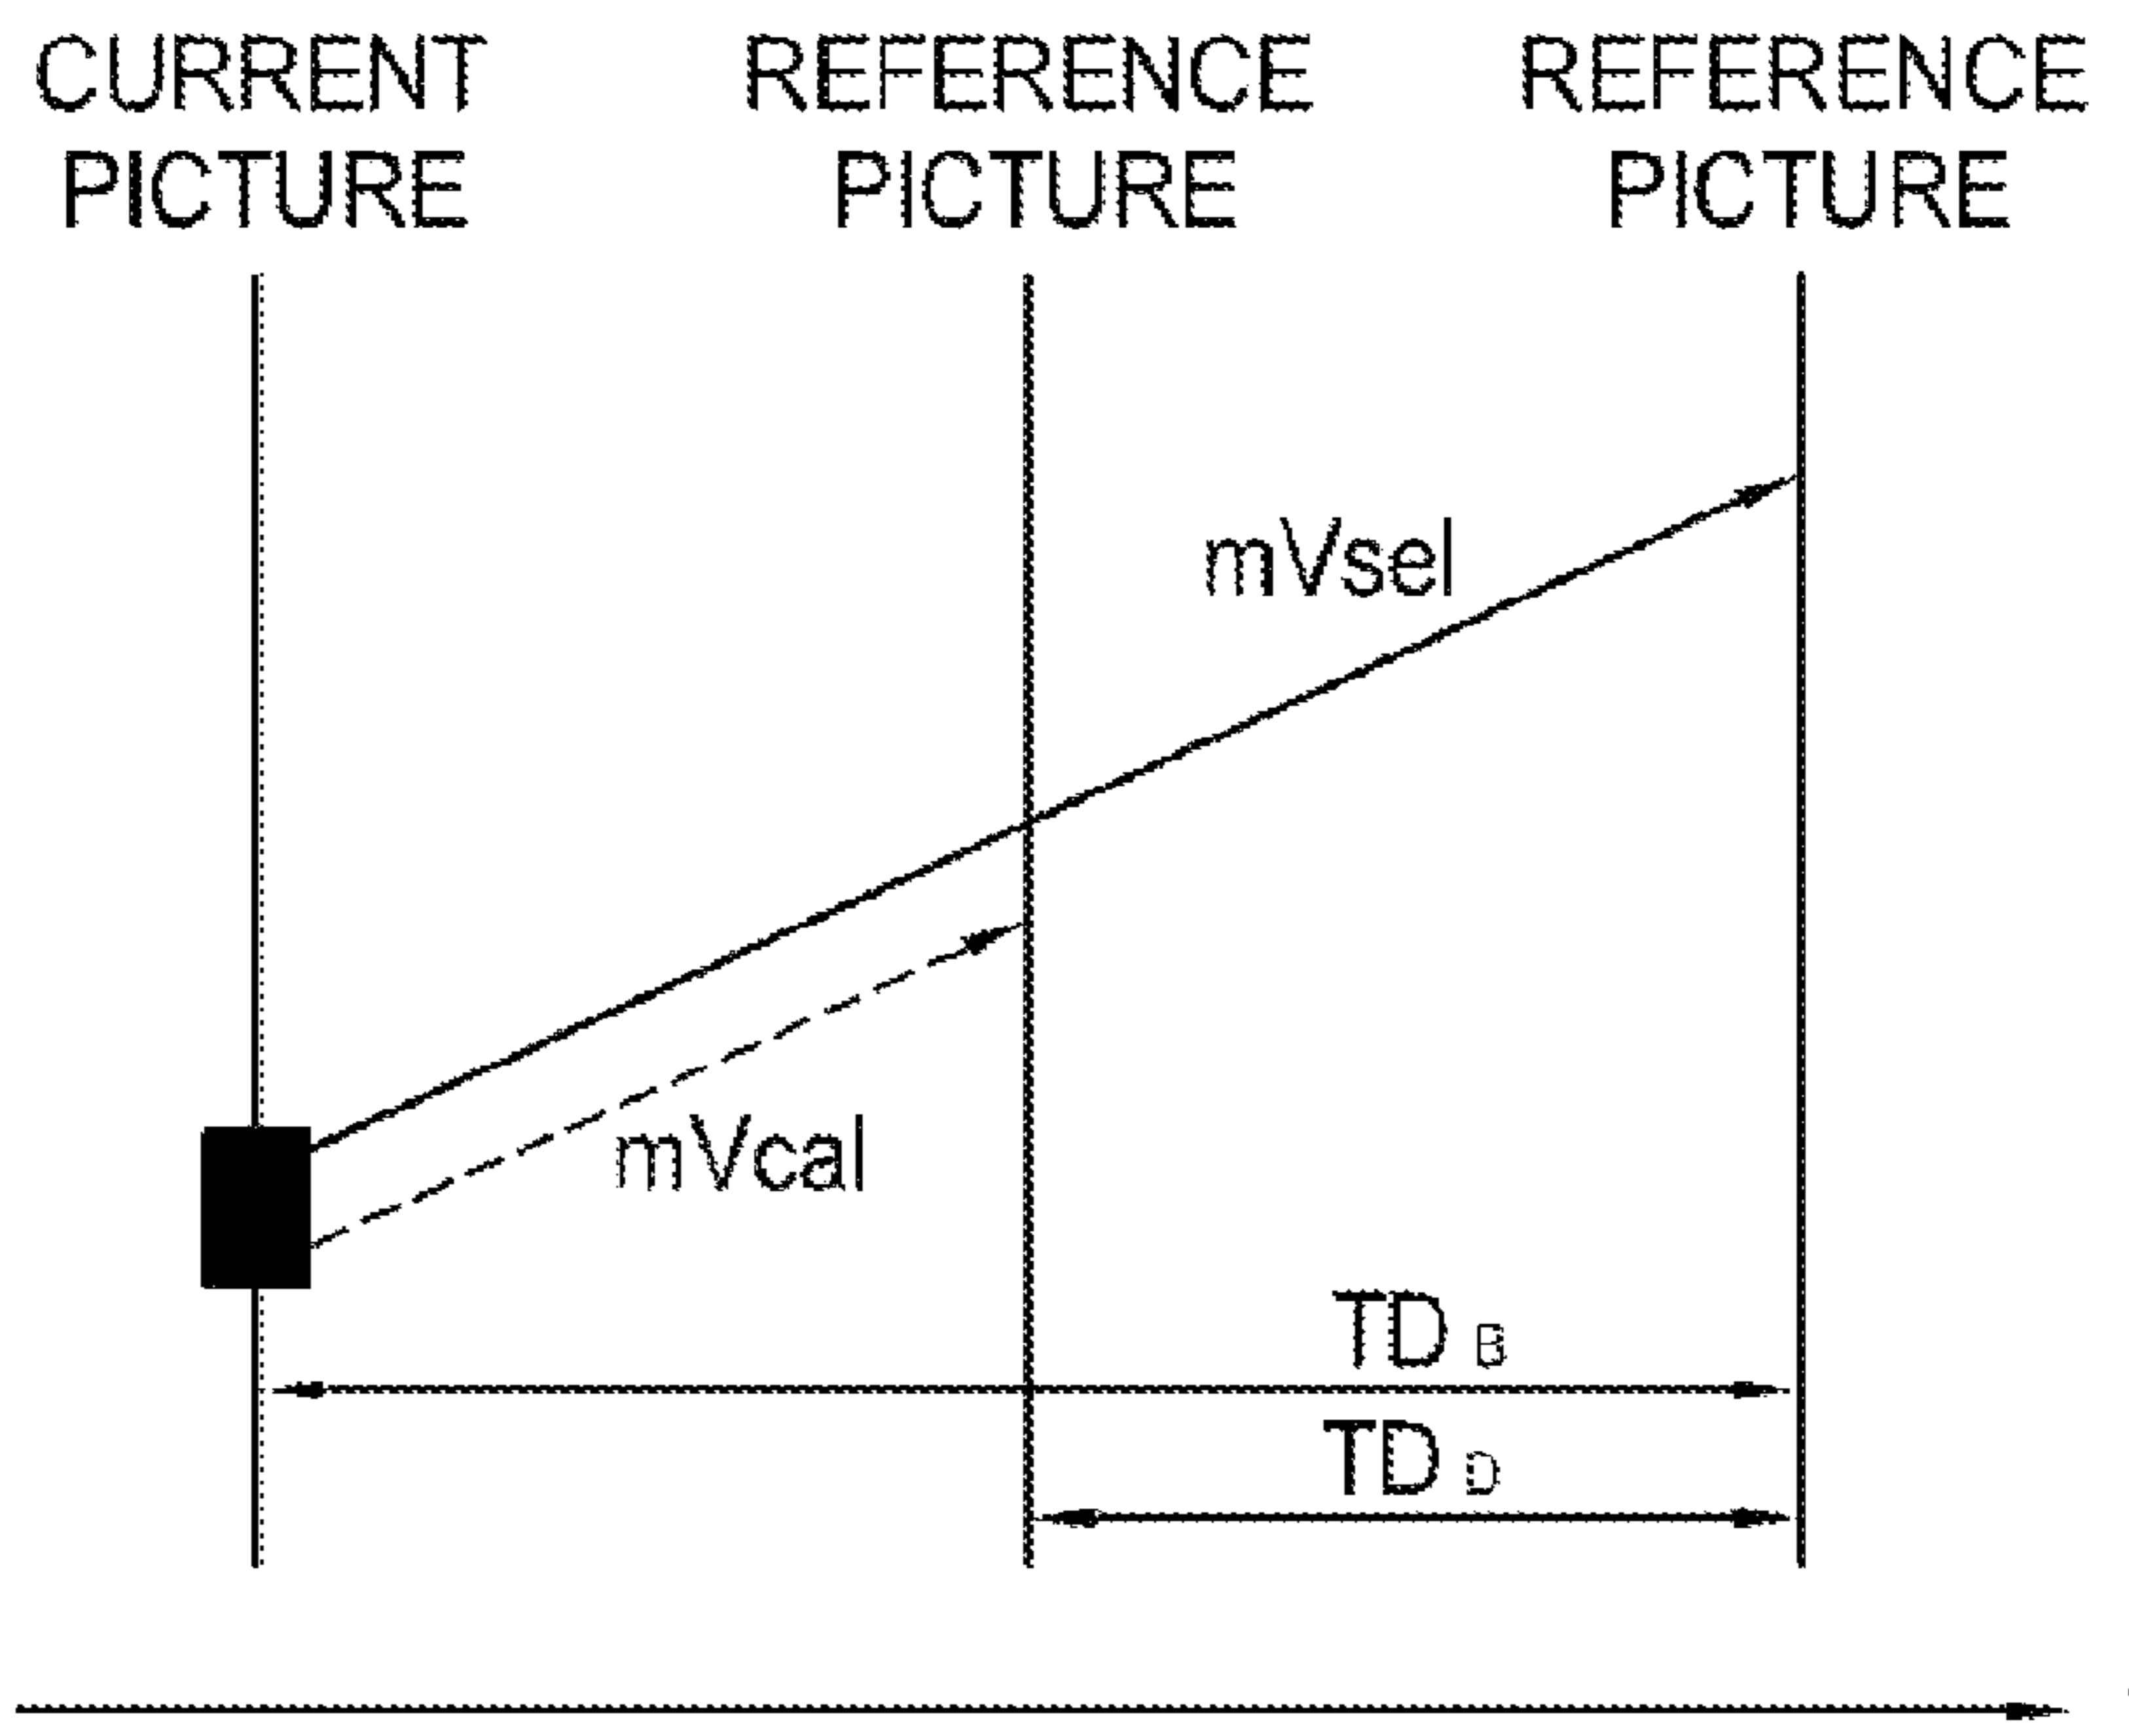 CURRENT REFERENCE REFERENCE
PICTURE PICTURE PICTURE
mVsel
mVcal
TD B
TD D